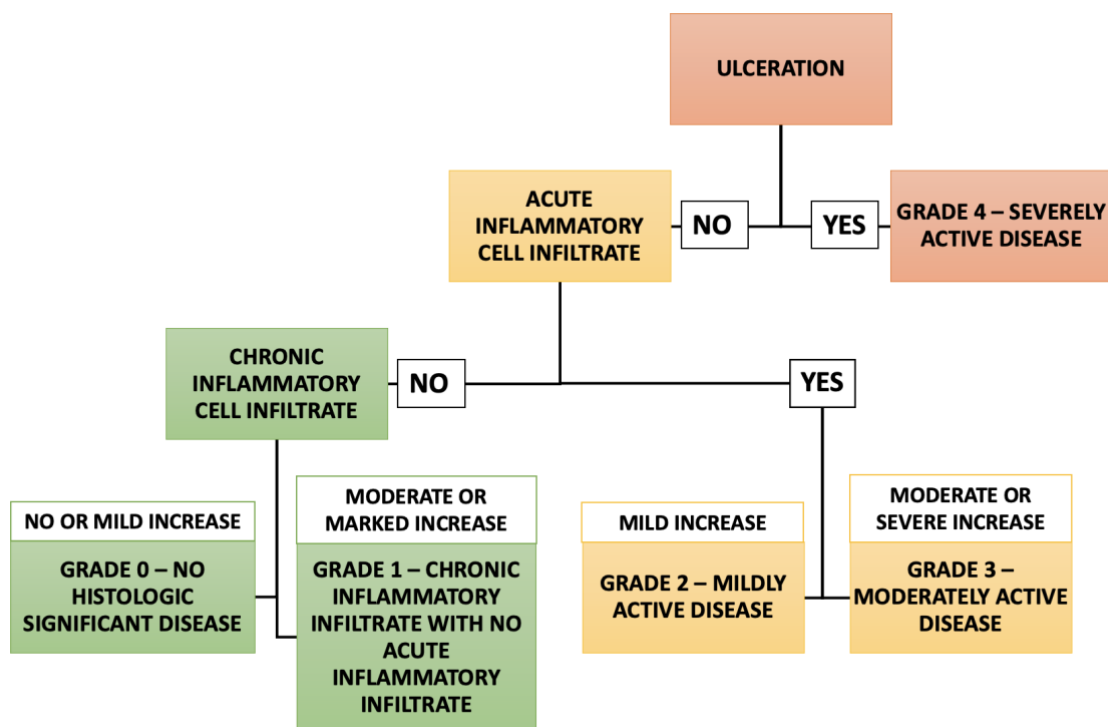 ULCERATION
ACUTE
INFLAMMATORY
CELL INFILTRATE
NO
YES
GRADE 4 – SEVERELY
ACTIVE DISEASE
CHRONIC
INFLAMMATORY
CELL INFILTRATE
NO
YES
NO OR MILD INCREASE
GRADE 0 – NO
HISTOLOGIC
SIGNIFICANT DISEASE
MODERATE OR
MARKED INCREASE
GRADE 1 – CHRONIC
INFLAMMATORY
INFILTRATE WITH NO
ACUTE
INFLAMMATORY
INFILTRATE
MILD INCREASE
GRADE 2 – MILDLY
ACTIVE DISEASE
MODERATE OR
SEVERE INCREASE
GRADE 3 –
MODERATELY ACTIVE
DISEASE